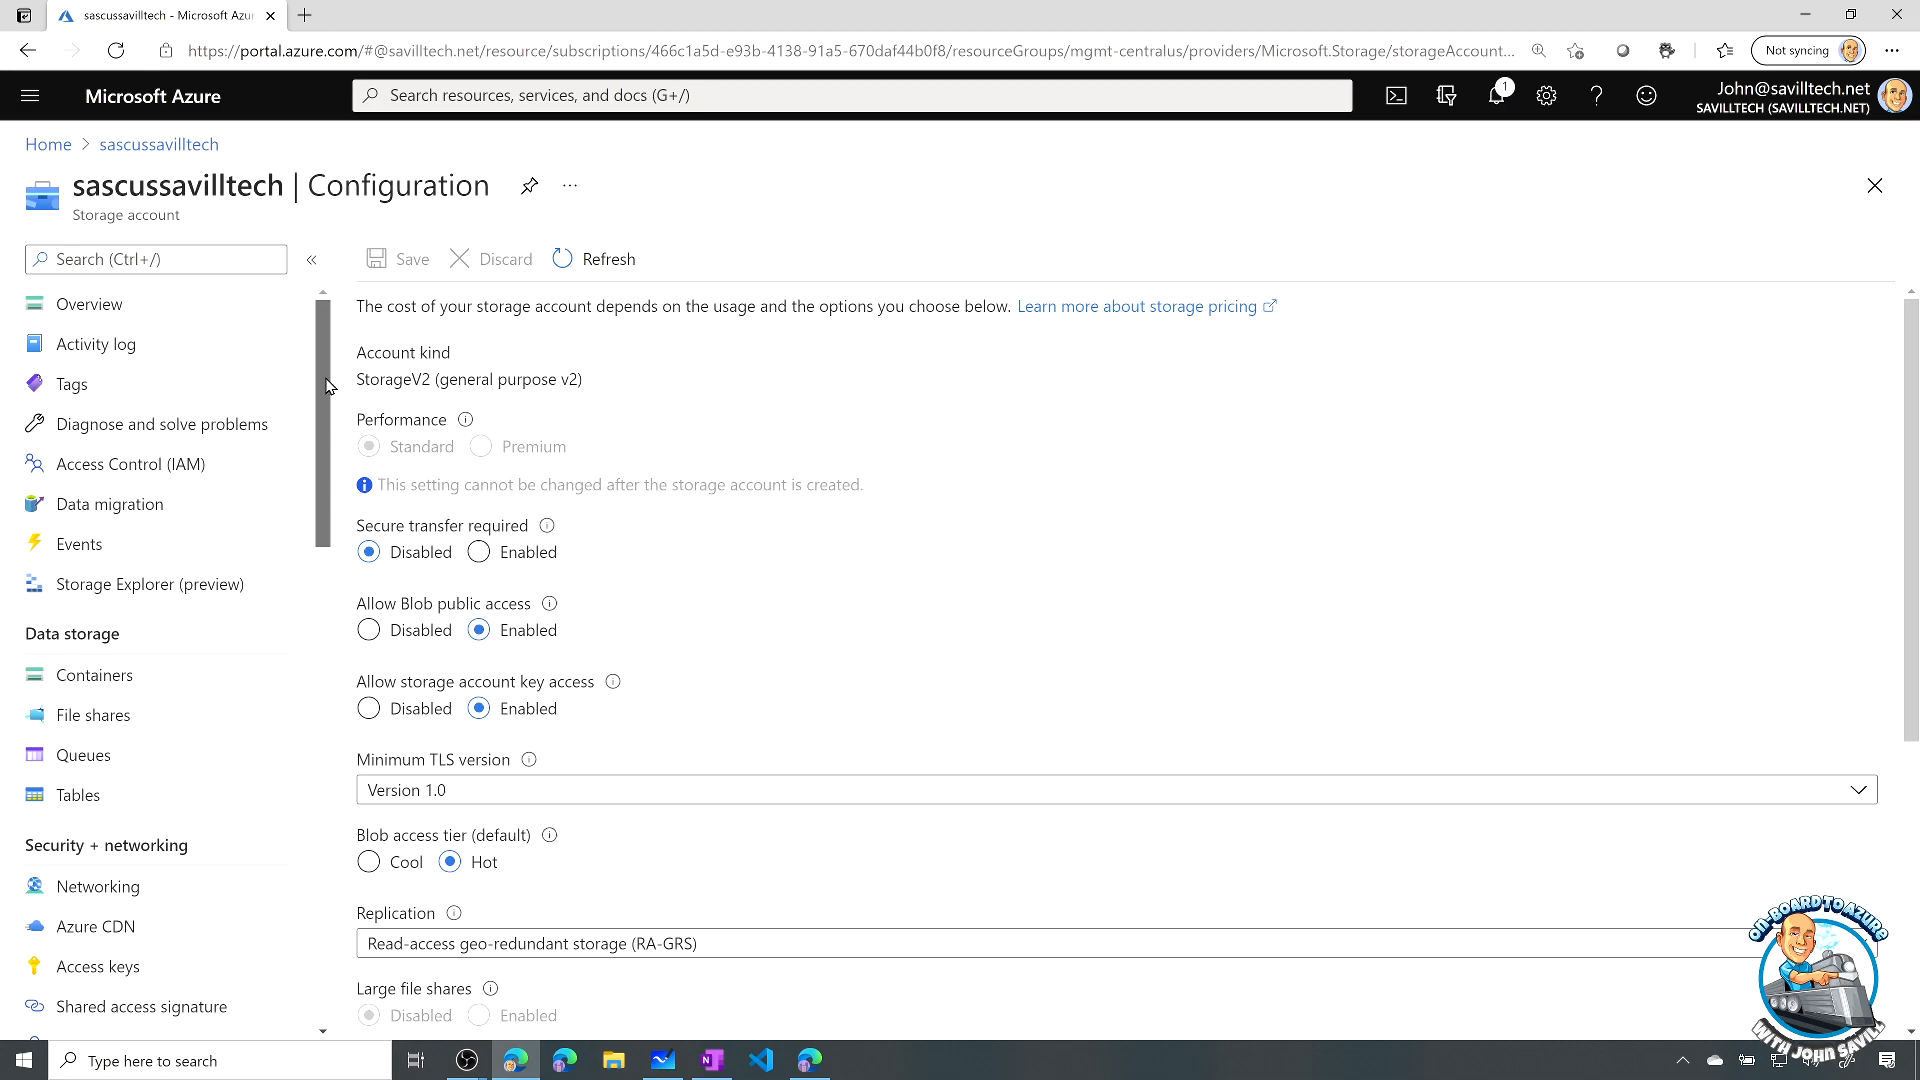 sascussavilltech - Microsoft Azu
https://portal.azure.com/#@savilltech.net/resource/subscriptions/466c1a5d-e93b-4138-91a5-670daf44b0f8/resourceGroups/mgmt-centralus/providers/Microsoft.Storage/storageAccount...
Not syncing
Microsoft Azure
Search resources, services, and docs (G+/)
1
John@savilltech.net
SAVILLTECH (SAVILLTECH.NET)
Home > sascussavilltech
sascussavilltech | Configuration
Storage account
Search (Ctrl+/)
Overview
Activity log
Tags
Diagnose and solve problems
Access Control (IAM)
Data migration
Events
Storage Explorer (preview)
Data storage
Containers
File shares
Queues
Tables
Security + networking
Networking
Azure CDN
Access keys
Shared access signature
Save Discard Refresh
The cost of your storage account depends on the usage and the options you choose below. Learn more about storage pricing
Account kind
StorageV2 (general purpose v2)
Performance
Standard Premium
This setting cannot be changed after the storage account is created.
Secure transfer required
Disabled Enabled
Allow Blob public access
Disabled Enabled
Allow storage account key access
Disabled Enabled
Minimum TLS version
Version 1.0
Blob access tier (default)
Cool Hot
Replication
Read-access geo-redundant storage (RA-GRS)
Large file shares
Disabled Enabled
ON-BOARD TO AZURE
WITH JOHN SAVILL
Type here to search